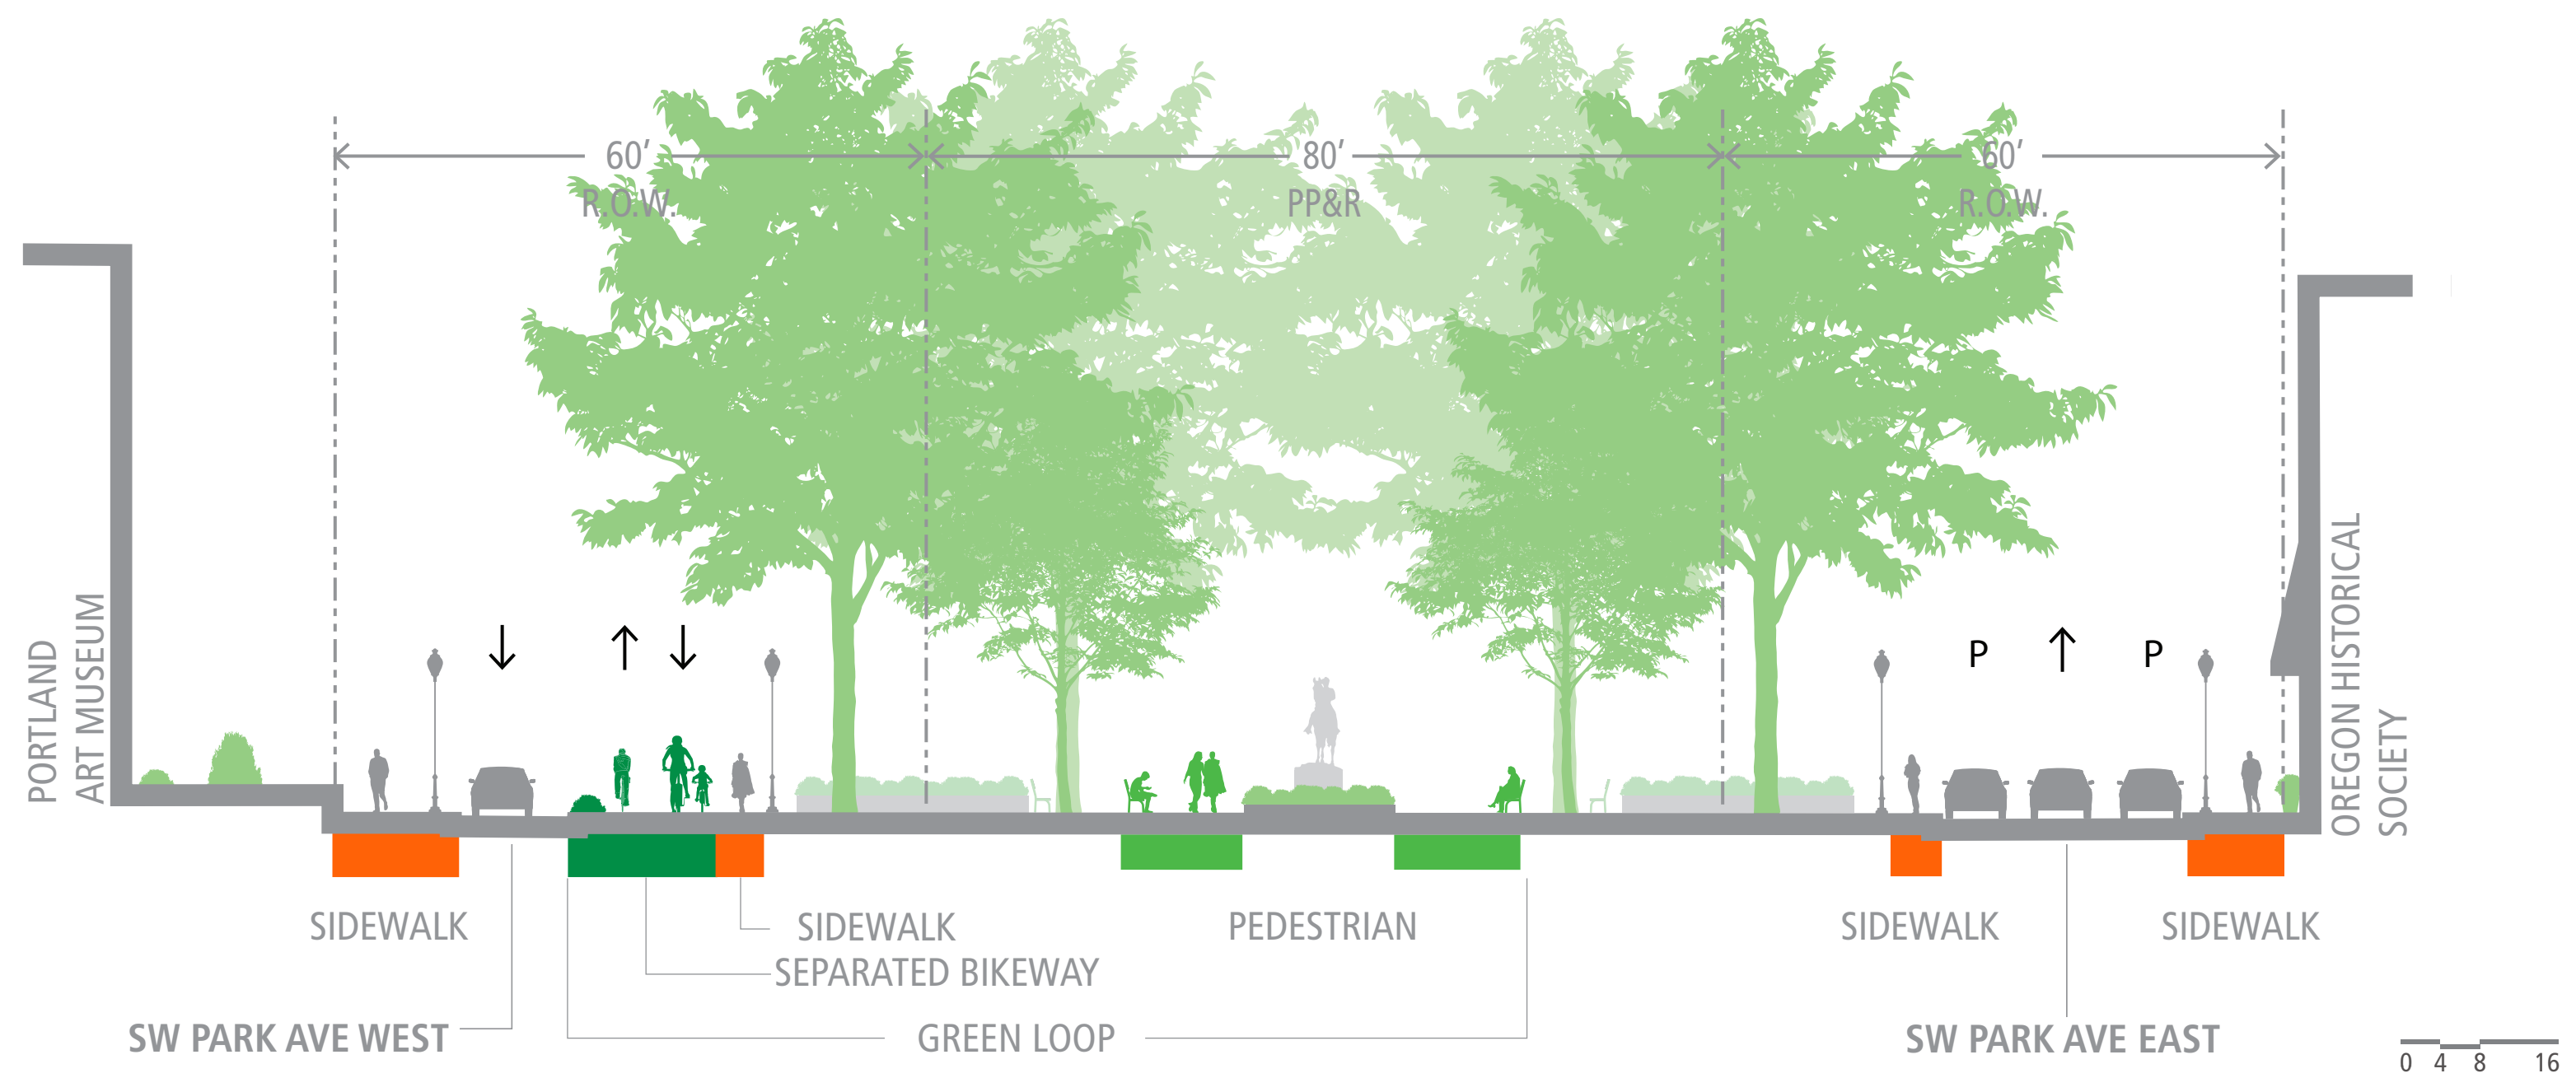 60’
80’
60’
R.O.W.
PP&R
R.O.W.
PORTLAND
ART MUSEUM
P
P
OREGON HISTORICAL
SOCIETY
SIDEWALK
SIDEWALK
PEDESTRIAN
SIDEWALK
SIDEWALK
SEPARATED BIKEWAY
SW PARK AVE WEST
GREEN LOOP
SW PARK AVE EAST
0 4 8 16